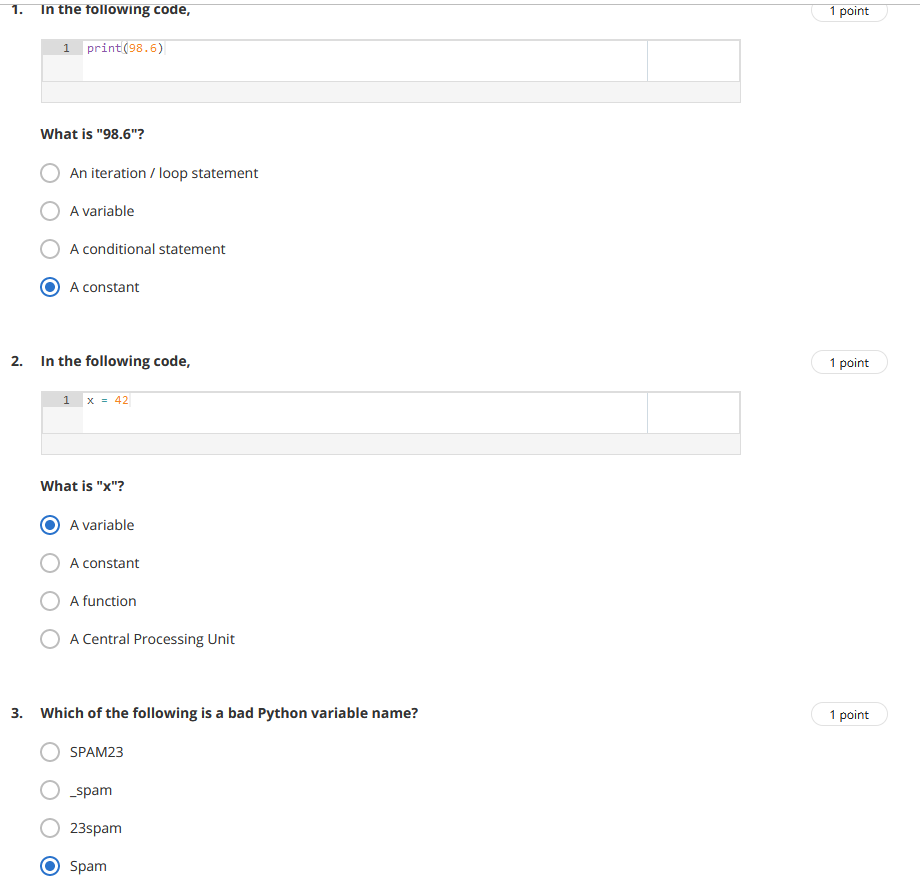 1. In the following code,
1 point
1 print(98.6)
What is "98.6"?
An iteration / loop statement
A variable
A conditional statement
A constant
2. In the following code,
1 point
1 x = 42
What is "x"?
A variable
A constant
A function
A Central Processing Unit
3. Which of the following is a bad Python variable name?
1 point
SPAM23
_spam
23spam
Spam